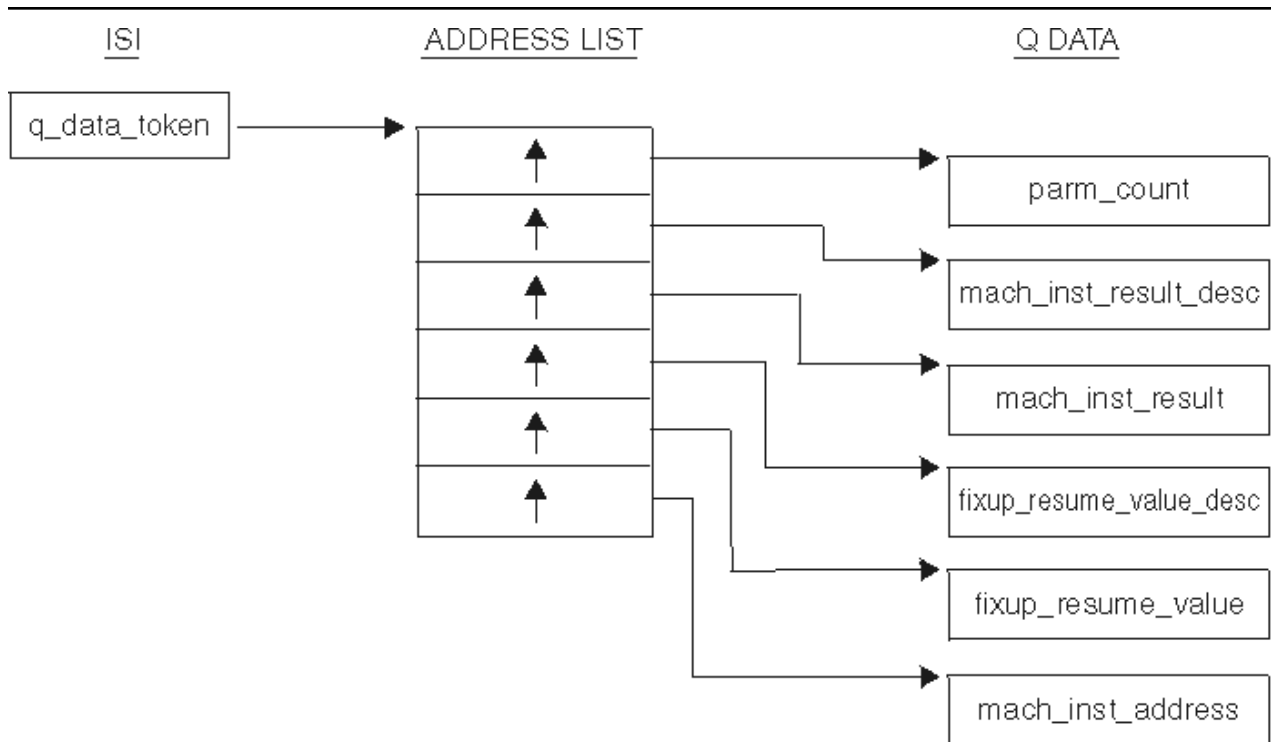 ISI
ADDRESS LIST
Q DATA
q_data_token
parm_count
mach_inst_result_desc
mach_inst_result
fixup_resume_value_desc
fixup_resume_value
mach_inst_address